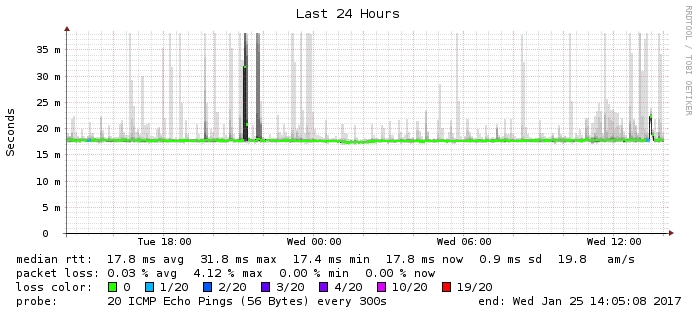 Last 24 Hours
RRDTOOL / TOBI OETIKER
Seconds
35 m
30 m
25 m
20 m
15 m
10 m
5 m
0
Tue 18:00 Wed 00:00 Wed 06:00 Wed 12:00
median rtt: 17.8 ms avg 31.8 ms max 17.4 ms min 17.8 ms now 0.9 ms sd 19.8 am/s
packet loss: 0.03 % avg 4.12 % max 0.00 % min 0.00 % now
loss color: 0 1/20 2/20 3/20 4/20 10/20 19/20
probe: 20 ICMP Echo Pings (56 Bytes) every 300s end: Wed Jan 25 14:05:08 2017